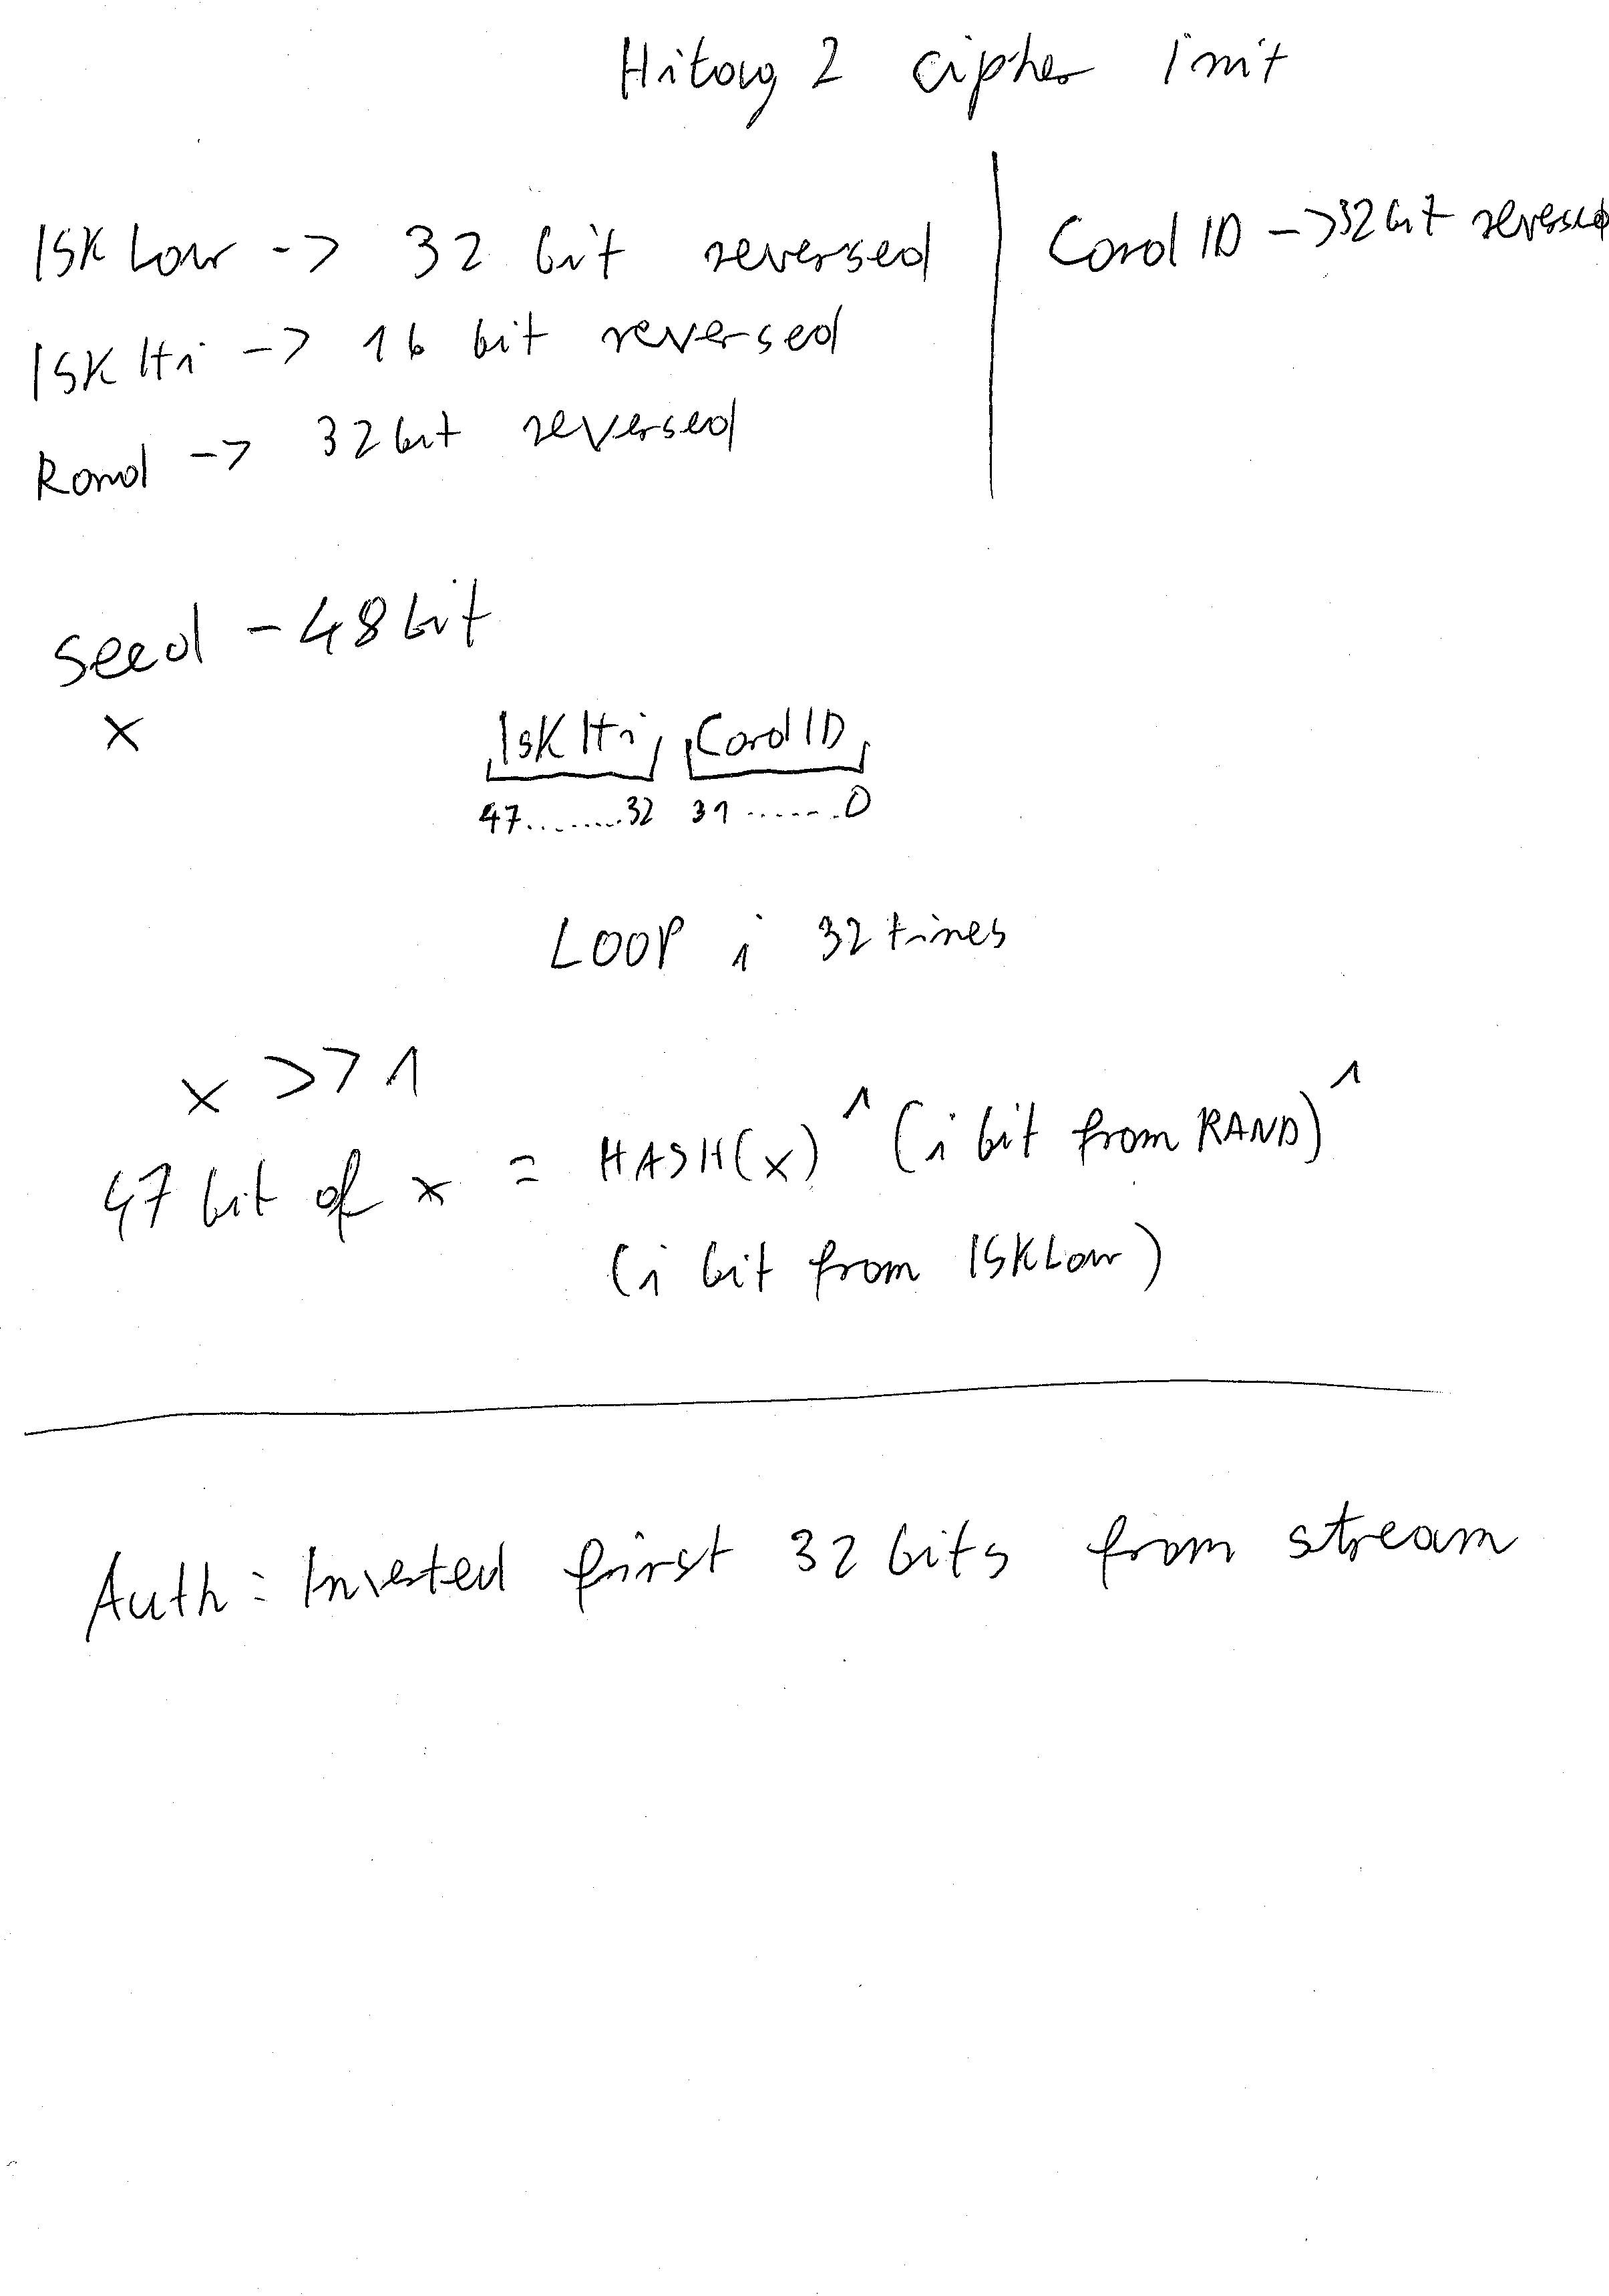 Hitag 2 cipher init
ISK Low -> 32 bit reversed
ISK Hi -> 16 bit reversed
Rand -> 32 bit reversed
Card ID -> 32 bit reversed
seed - 48 bit
x
ISK Hi Card ID
47........32 31.......0
LOOP i 32 times
x >> 1
47 bit of x = HASH(x) ^ (i bit from RAND) ^
(i bit from ISK Low)
Auth: Inverted first 32 bits from stream